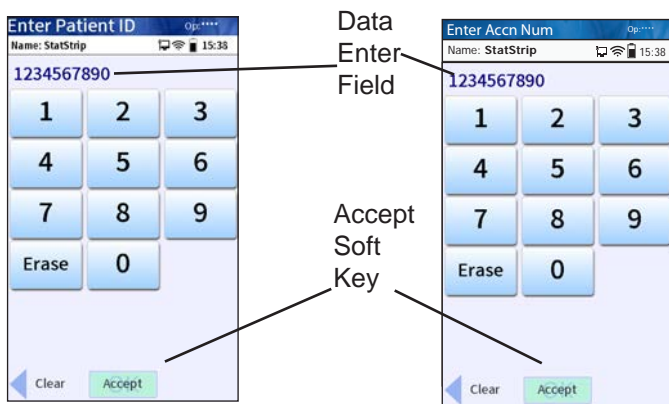 Enter Patient ID Op:****
Name: StatStrip 15:38
1234567890
1 2 3
4 5 6
7 8 9
Erase 0
Clear Accept
Data
Enter
Field
Accept
Soft
Key
Enter Accn Num Op:****
Name: StatStrip 15:38
1234567890
1 2 3
4 5 6
7 8 9
Erase 0
Clear Accept